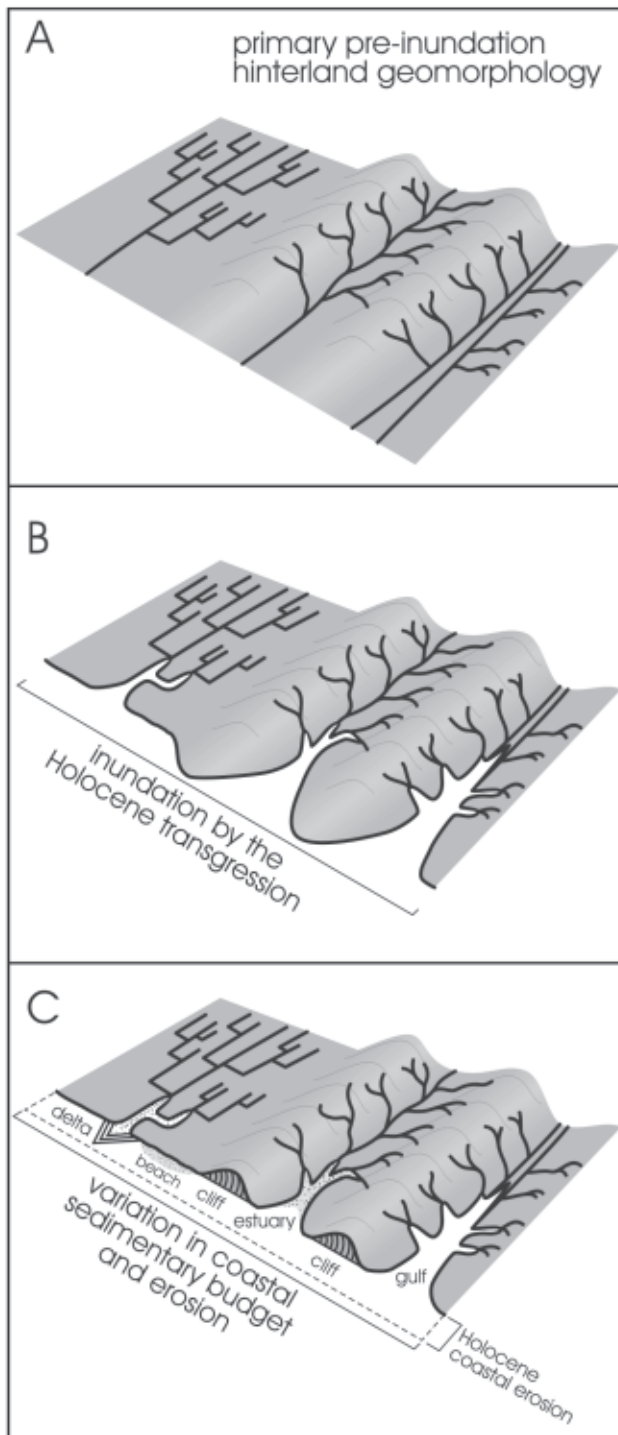 A
primary pre-inundation
hinterland geomorphology
B
inundation by the
Holocene transgression
C
delta
beach
cliff
estuary
cliff
gulf
variation in coastal
sedimentary budget
and erosion
Holocene
coastal erosion